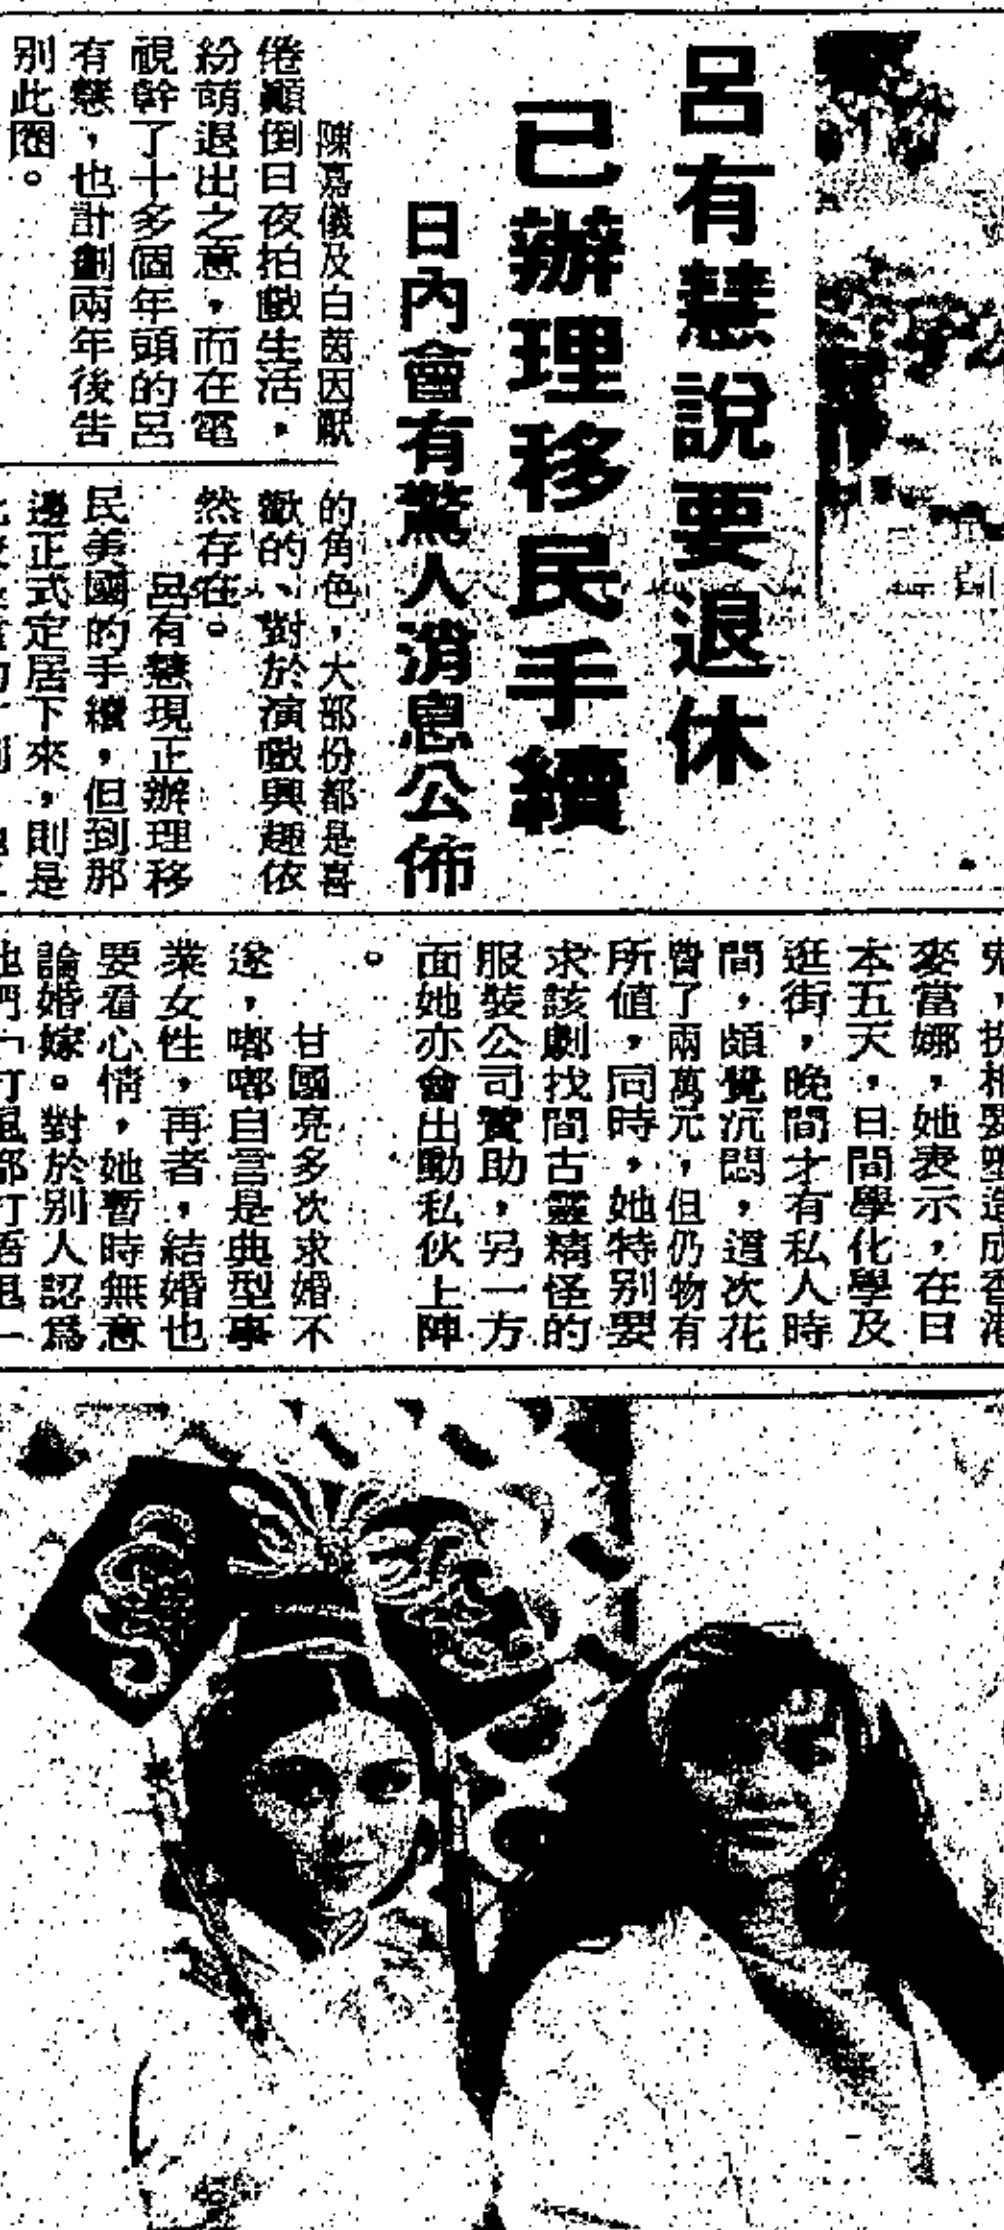 呂有慧說要退休
已辦理移民手續
日內會有驚人消息公佈
陳嘉儀及白茵因厭
倦顚倒日夜拍戲生活，
紛萌退出之意，而在電
視幹了十多個年頭的呂
有慧，也計劃兩年後告
别此圈。
的角色，大部份都是喜
歡的、對於演戲興趣依
然存在。
呂有慧現正辦理移
民美國的手續，但到那
邊正式定居下來，則是
麥當娜，她表示，在日
本五天，日間學化學及
逛街，晚間才有私人時
間，頗覺沉悶，這次花
費了兩萬元，但仍物有
所值，同時，她特别要
求該劇找間古靈精怪的
服裝公司贊助，另一方
面她亦會出動私伙上陣
。
甘國亮多次求婚不
遂，嘟嘟自言是典型事
業女性，再者，結婚也
要看心情，她暫時無意
論婚嫁。對於别人認爲